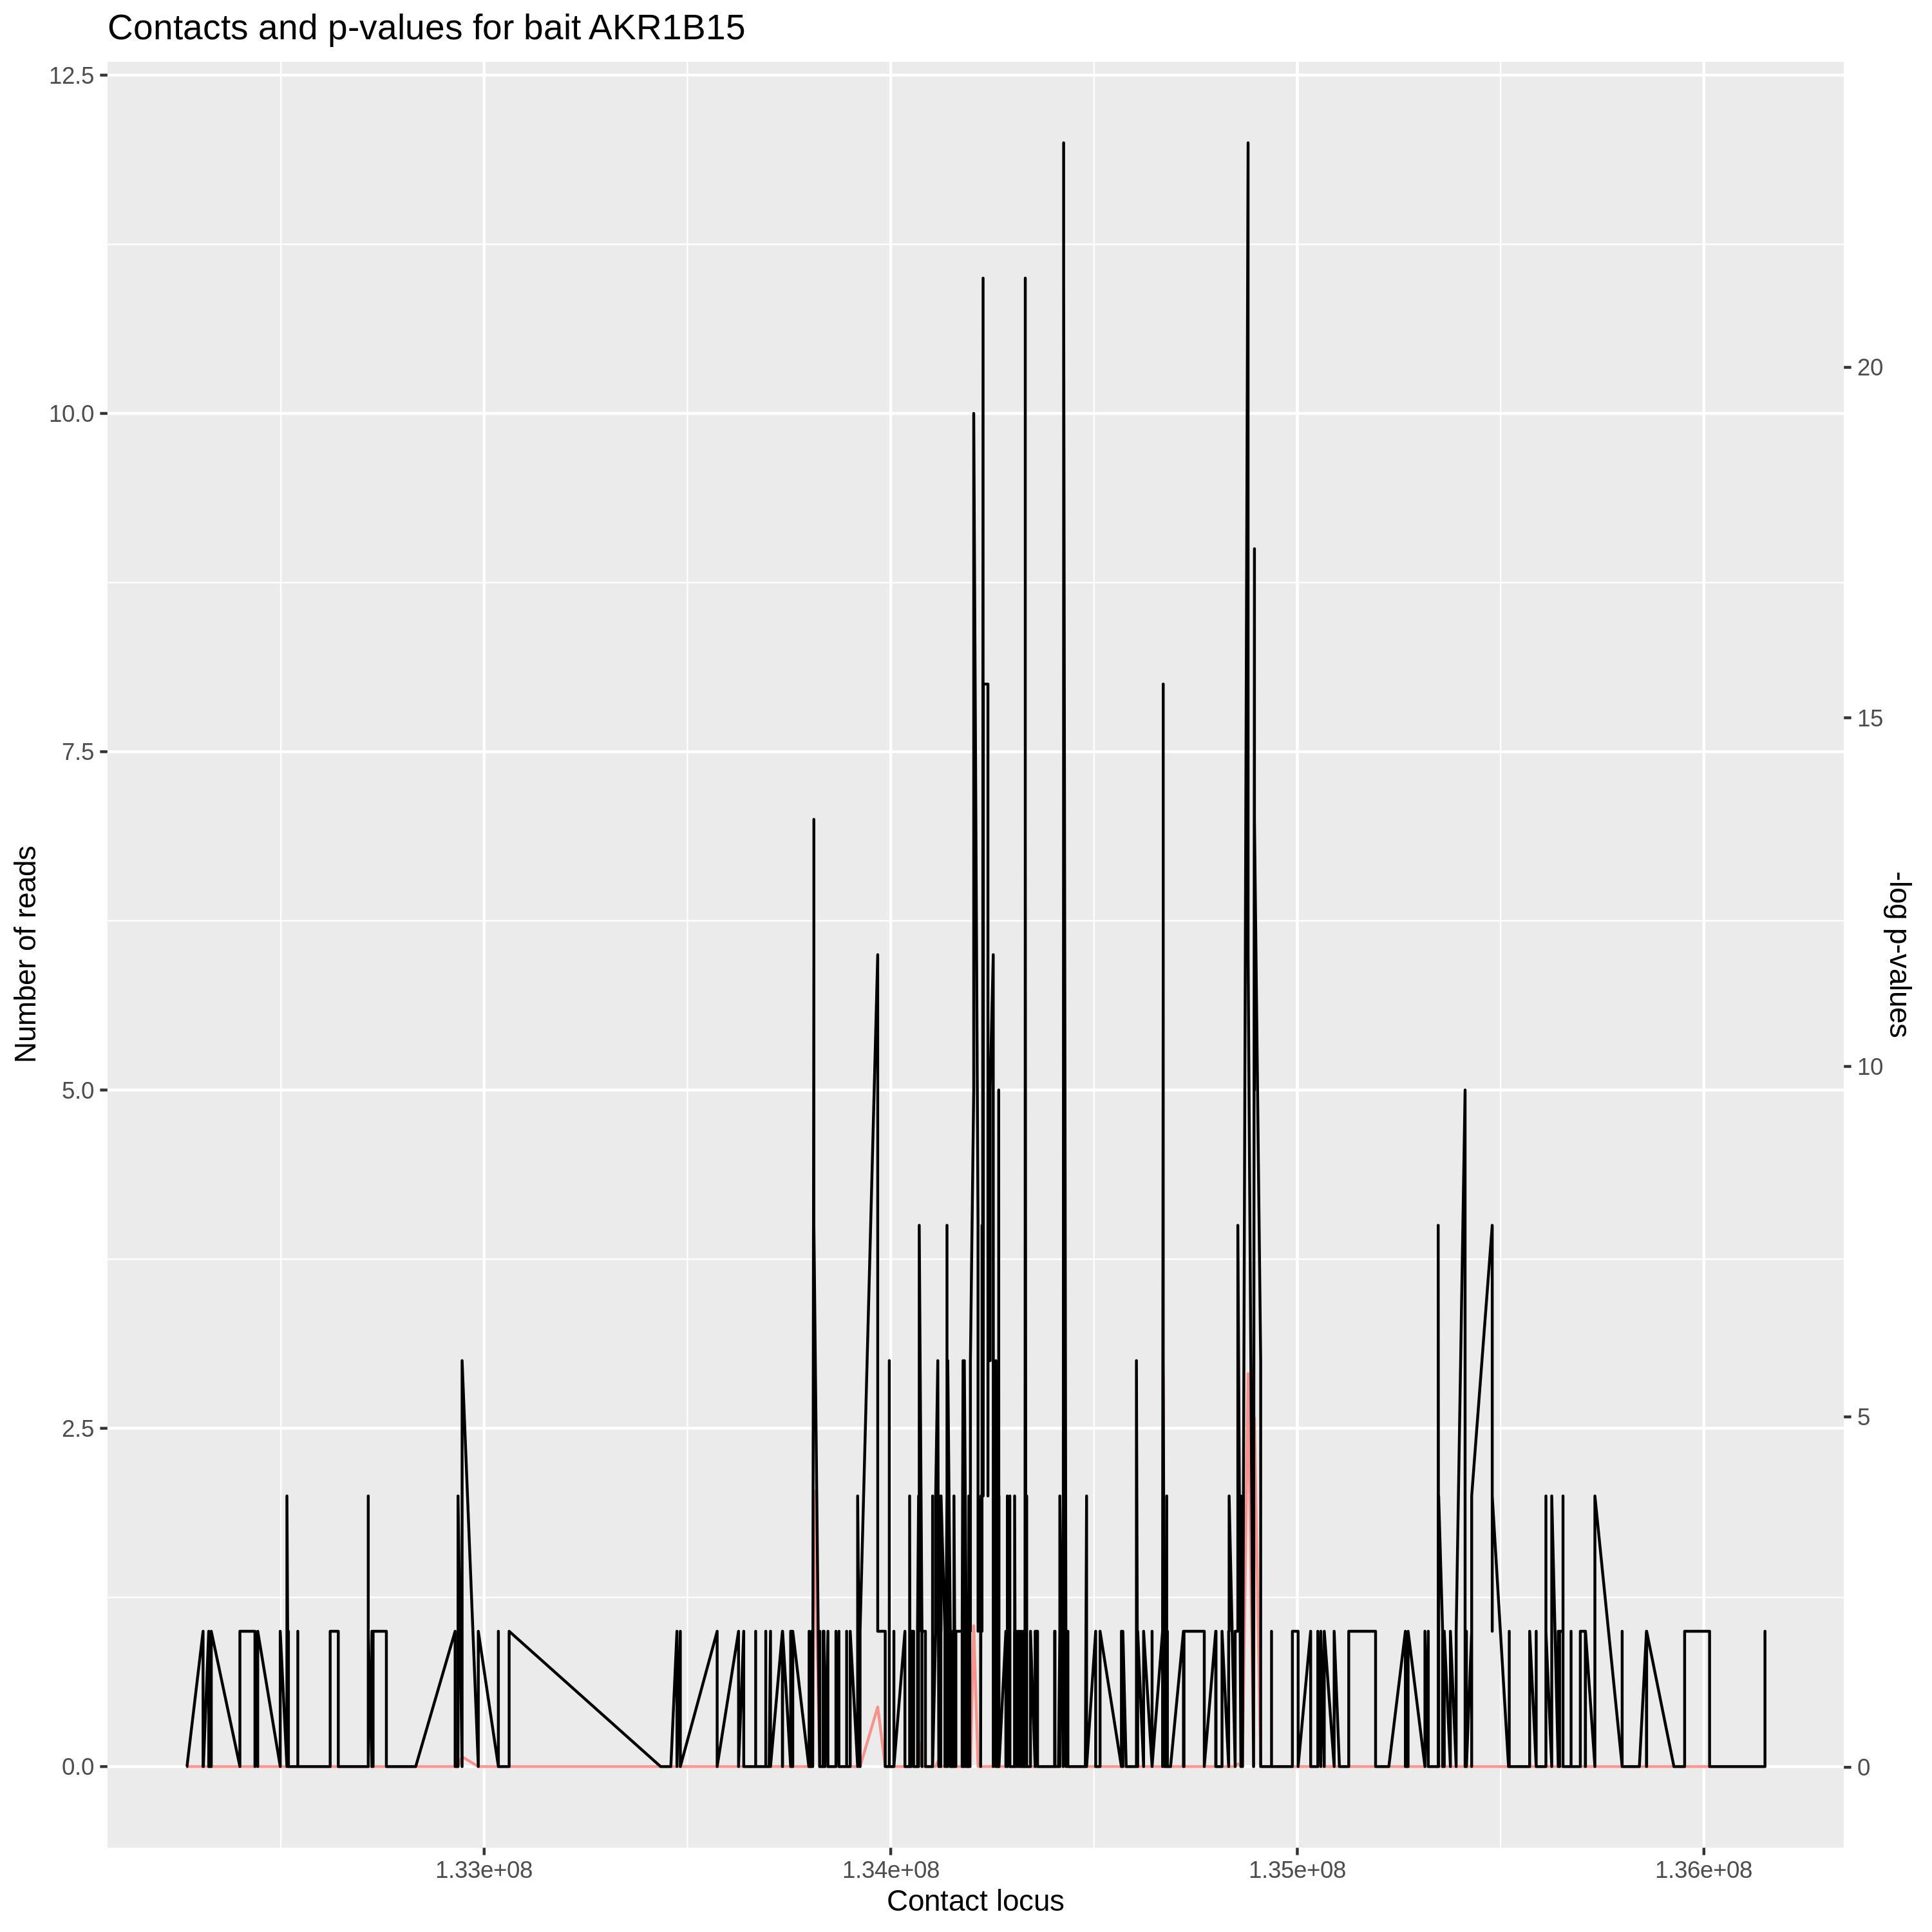 Contacts and p-values for bait AKR1B15
12.5
10.0
7.5
5.0
2.5
0.0
Number of reads
20
15
10
5
0
-log p-values
1.33e+08
1.34e+08
1.35e+08
1.36e+08
Contact locus